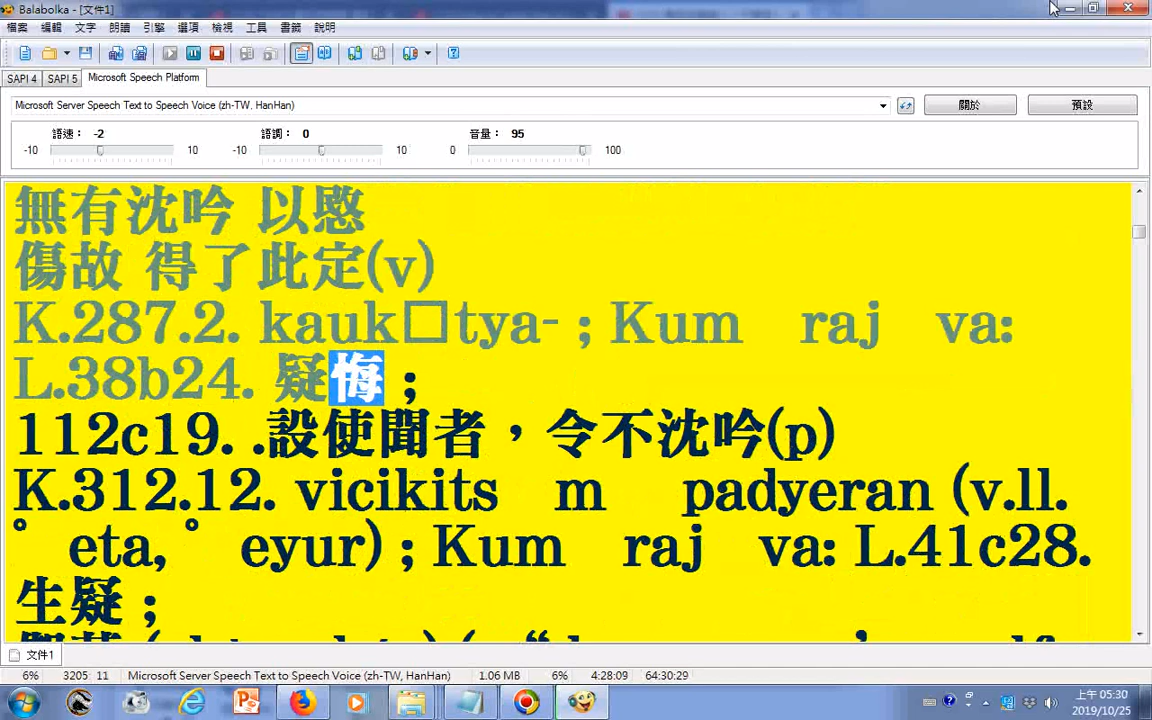 Balabolka - [文件1]
檔案 編輯 文字 朗讀 引擎 選項 檢視 工具 書籤 說明
SAPI 4 SAPI 5 Microsoft Speech Platform
Microsoft Server Speech Text to Speech Voice (zh-TW, HanHan) 關於 預設
語速： -2 語調： 0 音量： 95
-10 10 -10 10 0 100
無有沈吟 以愍
傷故 得了此定(v)
K.287.2. kauk□tya- ; Kum raj va:
L.38b24. 疑悔 ;
112c19. .設使聞者，令不沈吟(p)
K.312.12. vicikits m padyeran (v.ll.
° eta, ° eyur) ; Kum raj va: L.41c28.
生疑 ;
文件1
6% 3205 11 Microsoft Server Speech Text to Speech Voice (zh-TW, HanHan) 1.06 MB 6% 4:28:09 64:30:29
上午 05:30
2019/10/25